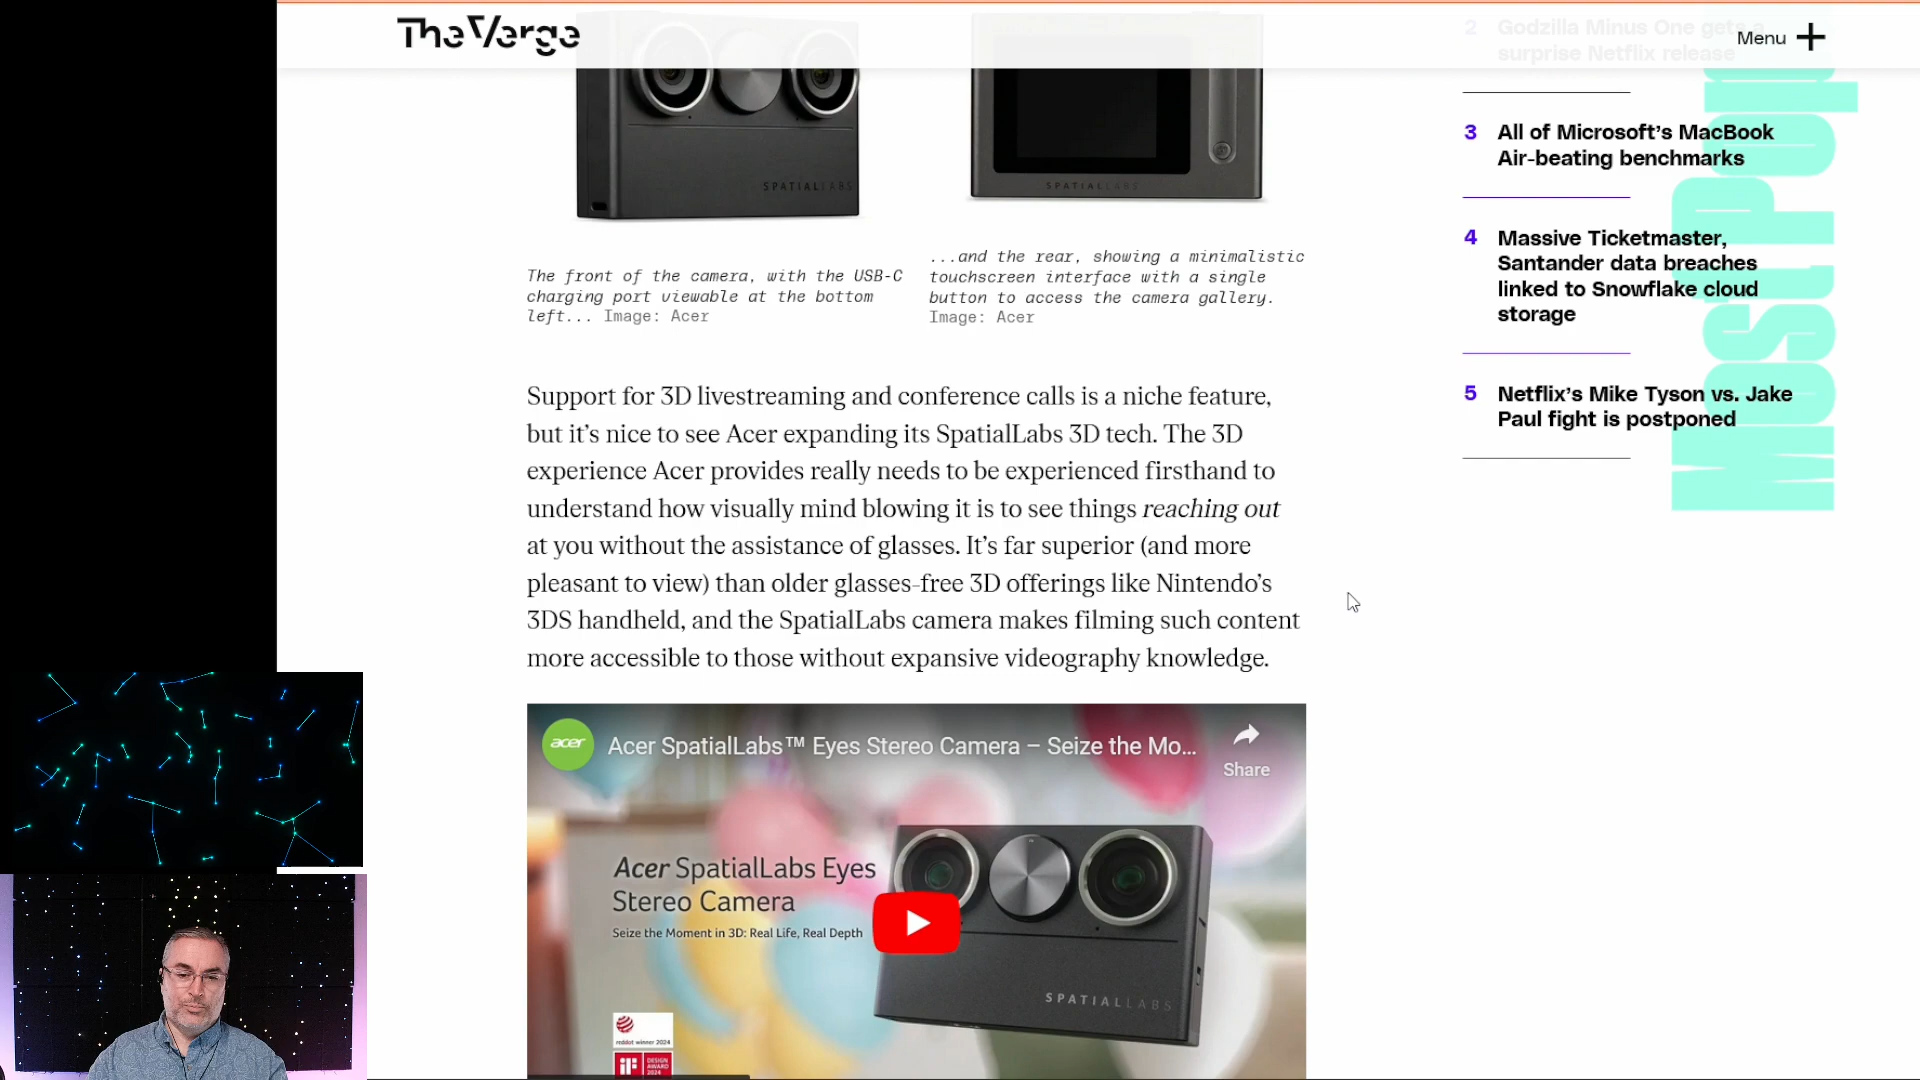 The Verge
Menu
SPATIALLABS
SPATIALLABS
The front of the camera, with the USB-C
charging port viewable at the bottom
left... Image: Acer
...and the rear, showing a minimalistic
touchscreen interface with a single
button to access the camera gallery.
Image: Acer
Support for 3D livestreaming and conference calls is a niche feature,
but it's nice to see Acer expanding its SpatialLabs 3D tech. The 3D
experience Acer provides really needs to be experienced firsthand to
understand how visually mind blowing it is to see things reaching out
at you without the assistance of glasses. It's far superior (and more
pleasant to view) than older glasses-free 3D offerings like Nintendo's
3DS handheld, and the SpatialLabs camera makes filming such content
more accessible to those without expansive videography knowledge.
acer
Acer SpatialLabs™ Eyes Stereo Camera – Seize the Mo...
Share
Acer SpatialLabs Eyes
Stereo Camera
Seize the Moment in 3D: Real Life, Real Depth
SPATIALLABS
reddot winner 2024
iF DESIGN
AWARD
2024
2 Godzilla Minus One gets a
surprise Netflix release
3 All of Microsoft's MacBook
Air-beating benchmarks
4 Massive Ticketmaster,
Santander data breaches
linked to Snowflake cloud
storage
5 Netflix's Mike Tyson vs. Jake
Paul fight is postponed
Most Pop